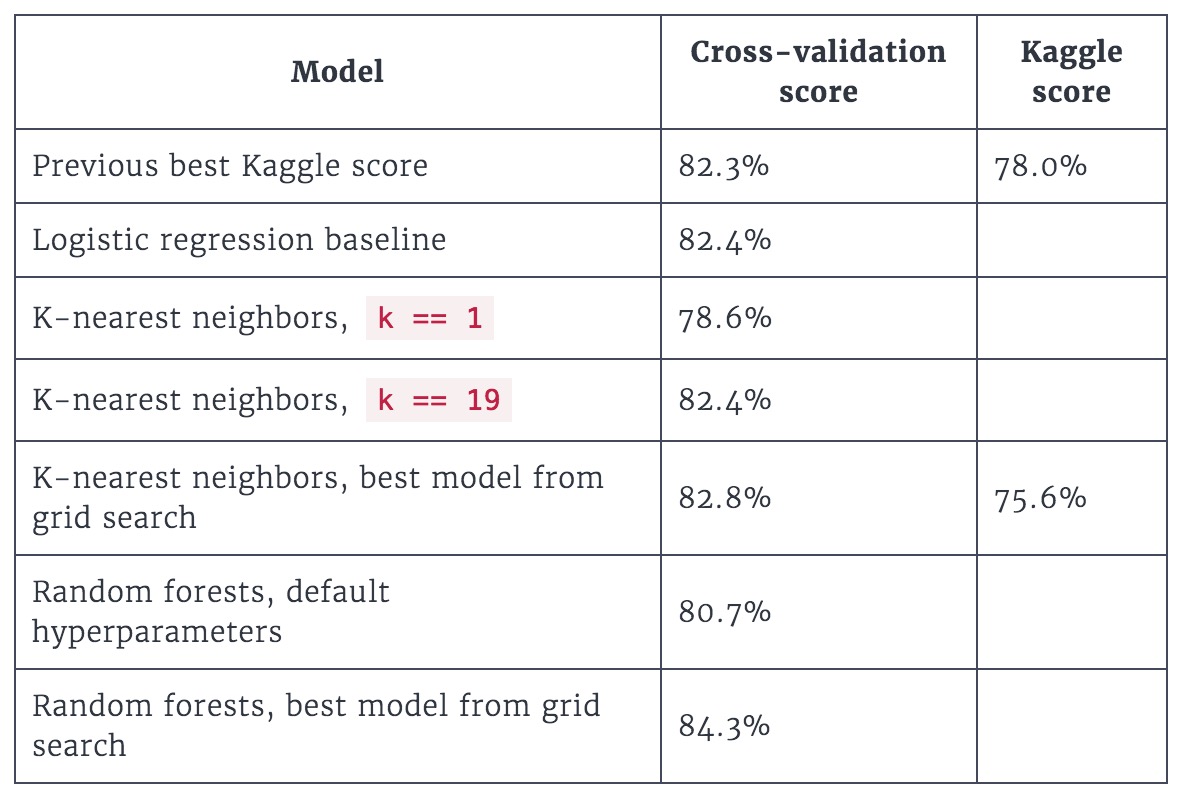 Model
Cross-validation
score
Kaggle
score
Previous best Kaggle score
82.3%
78.0%
Logistic regression baseline
82.4%
K-nearest neighbors, k == 1
78.6%
K-nearest neighbors, k == 19
82.4%
K-nearest neighbors, best model from
grid search
82.8%
75.6%
Random forests, default
hyperparameters
80.7%
Random forests, best model from grid
search
84.3%